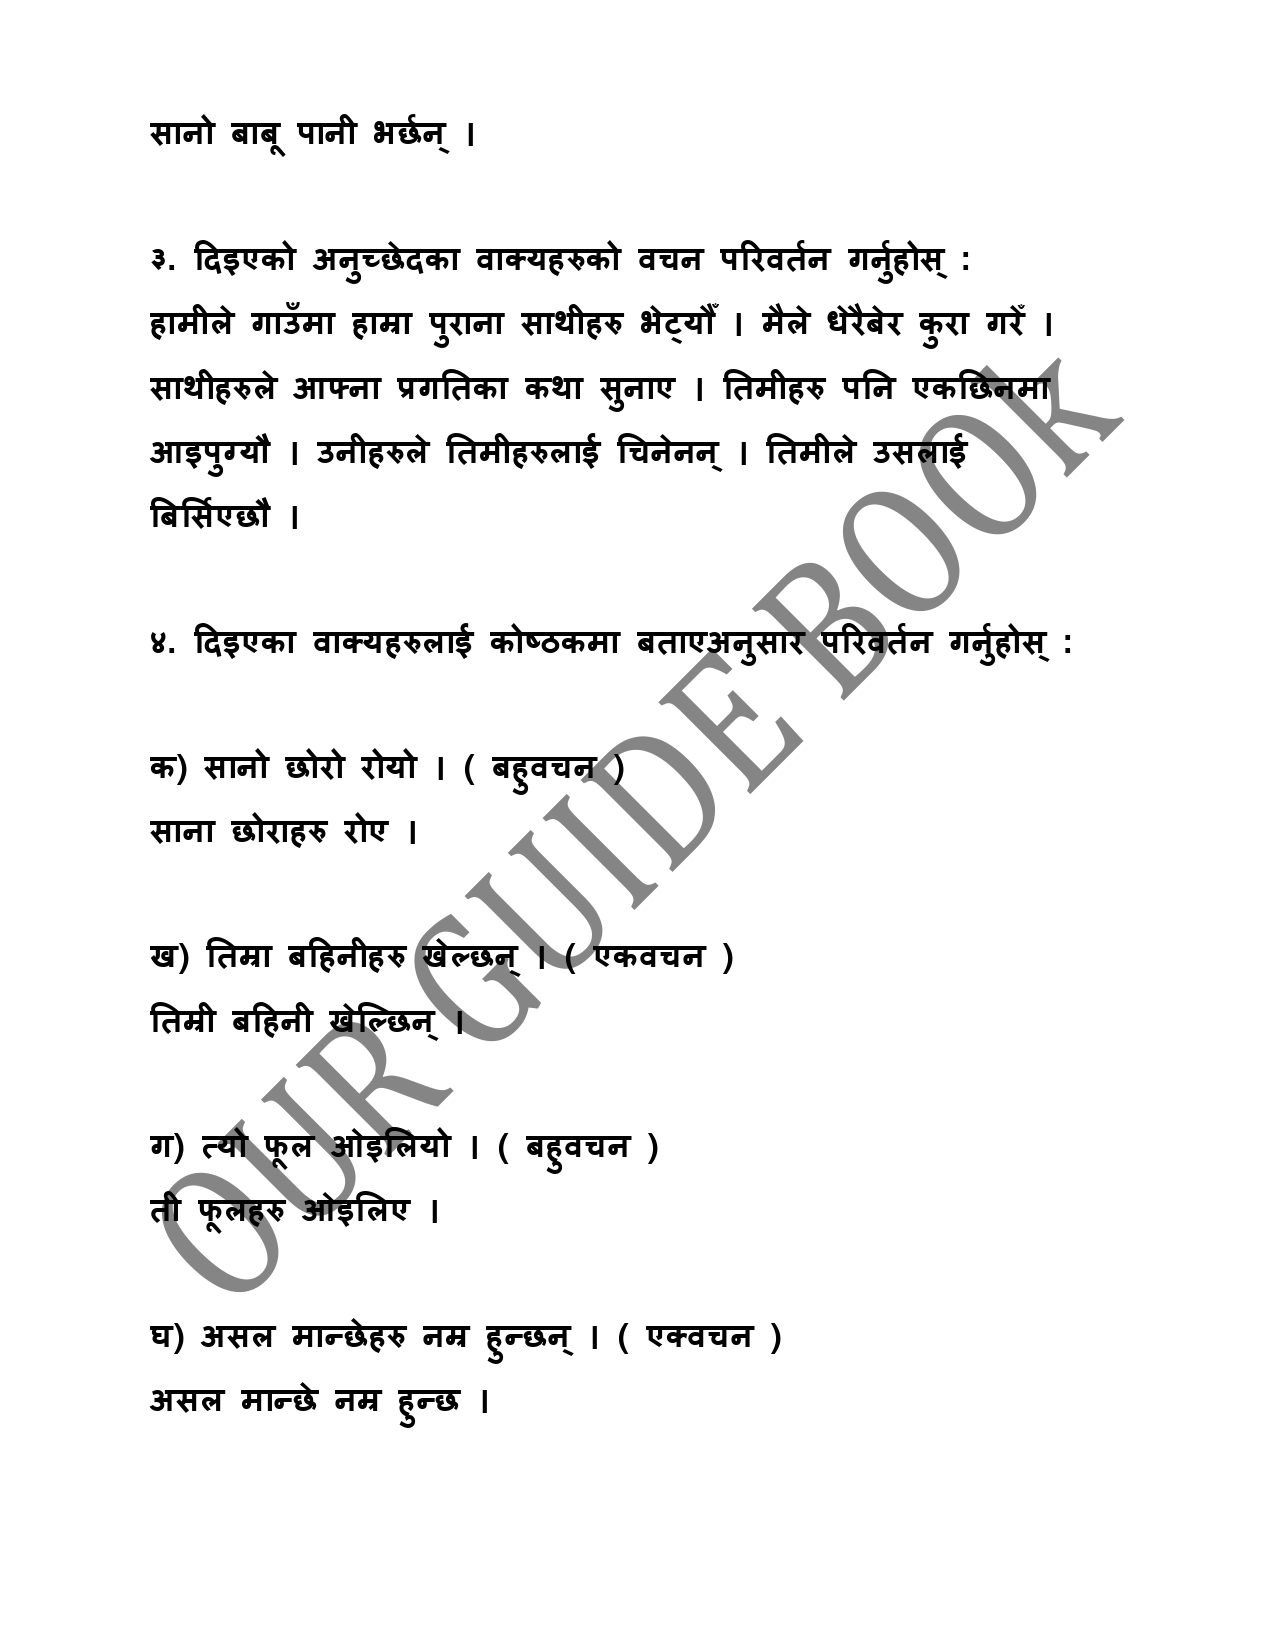 सानो बाबू पानी भर्छन् ।
३. दिइएको अनुच्छेदका वाक्यहरुको वचन परिवर्तन गर्नुहोस् :
हामीले गाउँमा हाम्रा पुराना साथीहरु भेट्यौँ । मैले धेरैबेर कुरा गरेँ ।
साथीहरुले आफ्ना प्रगतिका कथा सुनाए । तिमीहरु पनि एकछिनमा
आइपुग्यौ । उनीहरुले तिमीहरुलाई चिनेनन् । तिमीले उसलाई
बिर्सिएछौ ।
४. दिइएका वाक्यहरुलाई कोष्ठकमा बताएअनुसार परिवर्तन गर्नुहोस् :
क) सानो छोरो रोयो । ( बहुवचन )
साना छोराहरु रोए ।
ख) तिम्रा बहिनीहरु खेल्छन् । ( एकवचन )
तिम्री बहिनी खेल्छिन् ।
ग) त्यो फूल ओइलियो । ( बहुवचन )
ती फूलहरु ओइलिए ।
घ) असल मान्छेहरु नम्र हुन्छन् । ( एक्वचन )
असल मान्छे नम्र हुन्छ ।
OUR GUIDE BOOK